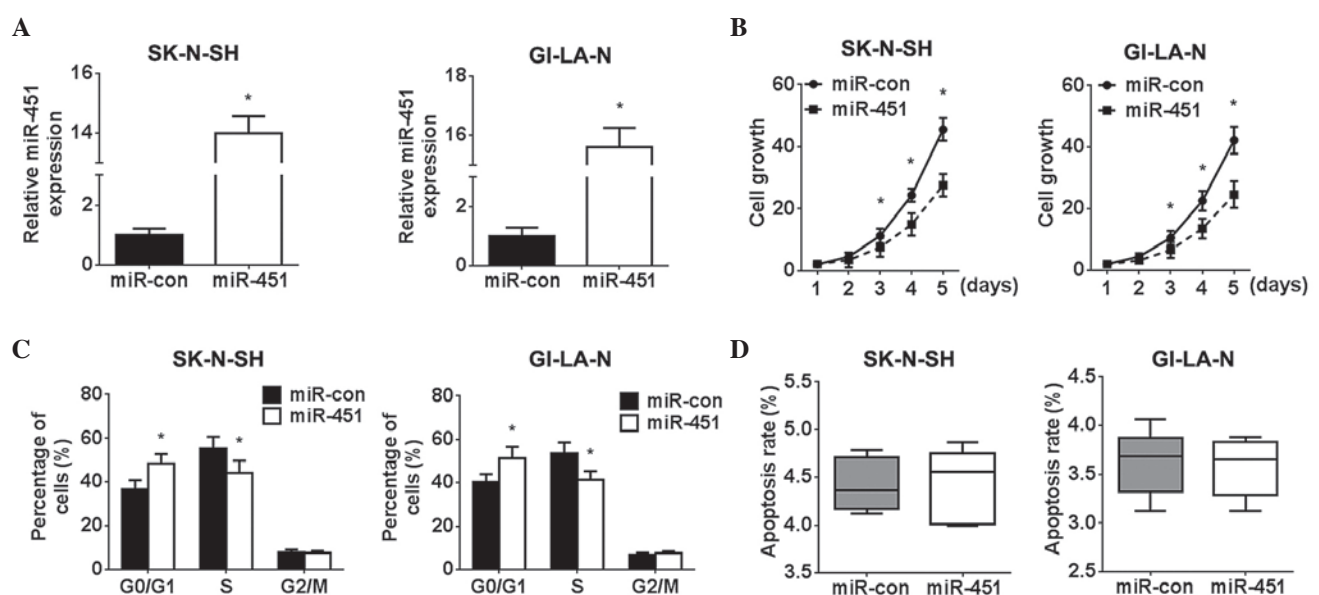 A
SK-N-SH
Relative miR-451
expression
16
14
2
0
*
miR-con
miR-451
GI-LA-N
Relative miR-451
expression
18
16
2
0
*
miR-con
miR-451
B
SK-N-SH
Cell growth
60
40
20
0
miR-con
miR-451
*
*
*
1 2 3 4 5 (days)
GI-LA-N
Cell growth
60
40
20
0
miR-con
miR-451
*
*
*
1 2 3 4 5 (days)
C
SK-N-SH
Percentage of
cells (%)
80
60
40
20
0
miR-con
miR-451
*
*
G0/G1 S G2/M
GI-LA-N
Percentage of
cells (%)
80
60
40
20
0
miR-con
miR-451
*
*
G0/G1 S G2/M
D
SK-N-SH
Apoptosis rate (%)
5.5
5.0
4.5
4.0
3.5
miR-con miR-451
GI-LA-N
Apoptosis rate (%)
4.5
4.0
3.5
3.0
2.5
miR-con miR-451